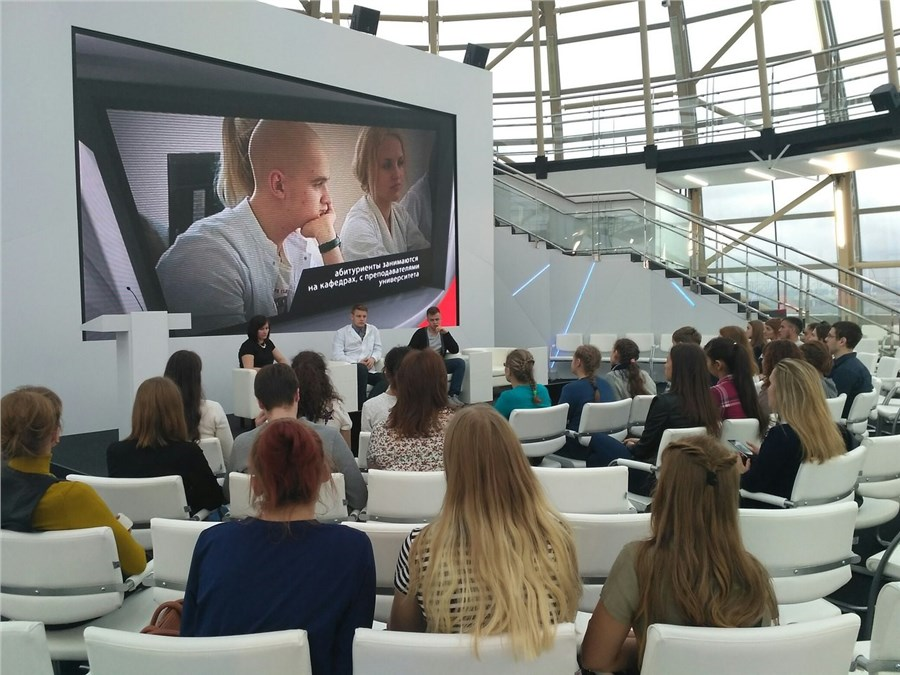 абитуриенты занимаются
на кафедрах, с преподавателями
университета